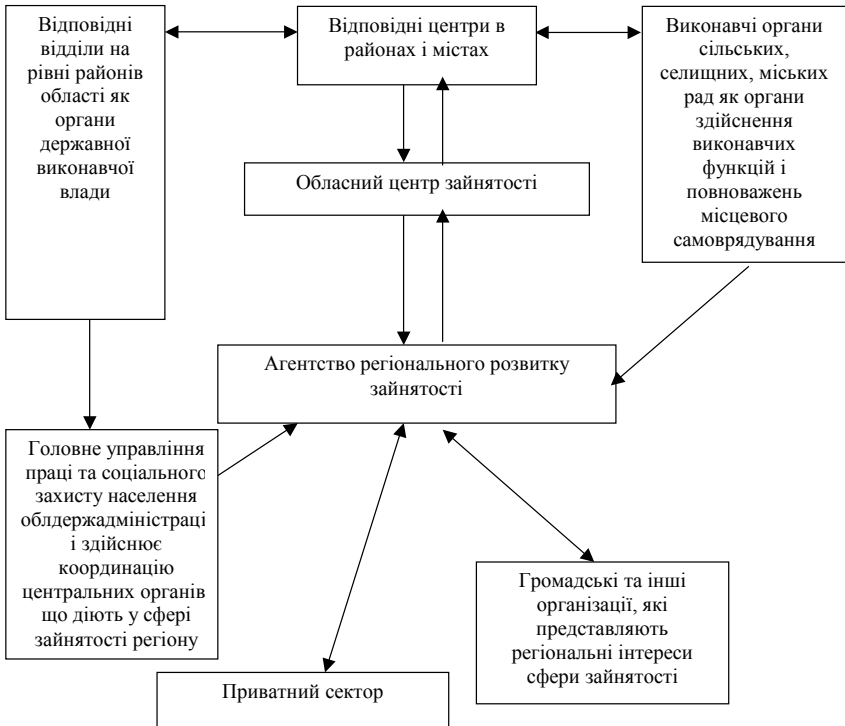 Відповідні
відділи на
рівні районів
області як
органи
державної
виконавчої
влади
Відповідні центри в
районах і містах
Виконавчі органи
сільських,
селищних, міських
рад як органи
здійснення
виконавчих
функцій і
повноважень
місцевого
самоврядування
Обласний центр зайнятості
Агентство регіонального розвитку
зайнятості
Головне управління
праці та соціального
захисту населення
облдержадміністраці
і здійснює
координацію
центральних органів
що діють у сфері
зайнятості регіону
Громадські та інші
організації, які
представляють
регіональні інтереси
сфери зайнятості
Приватний сектор